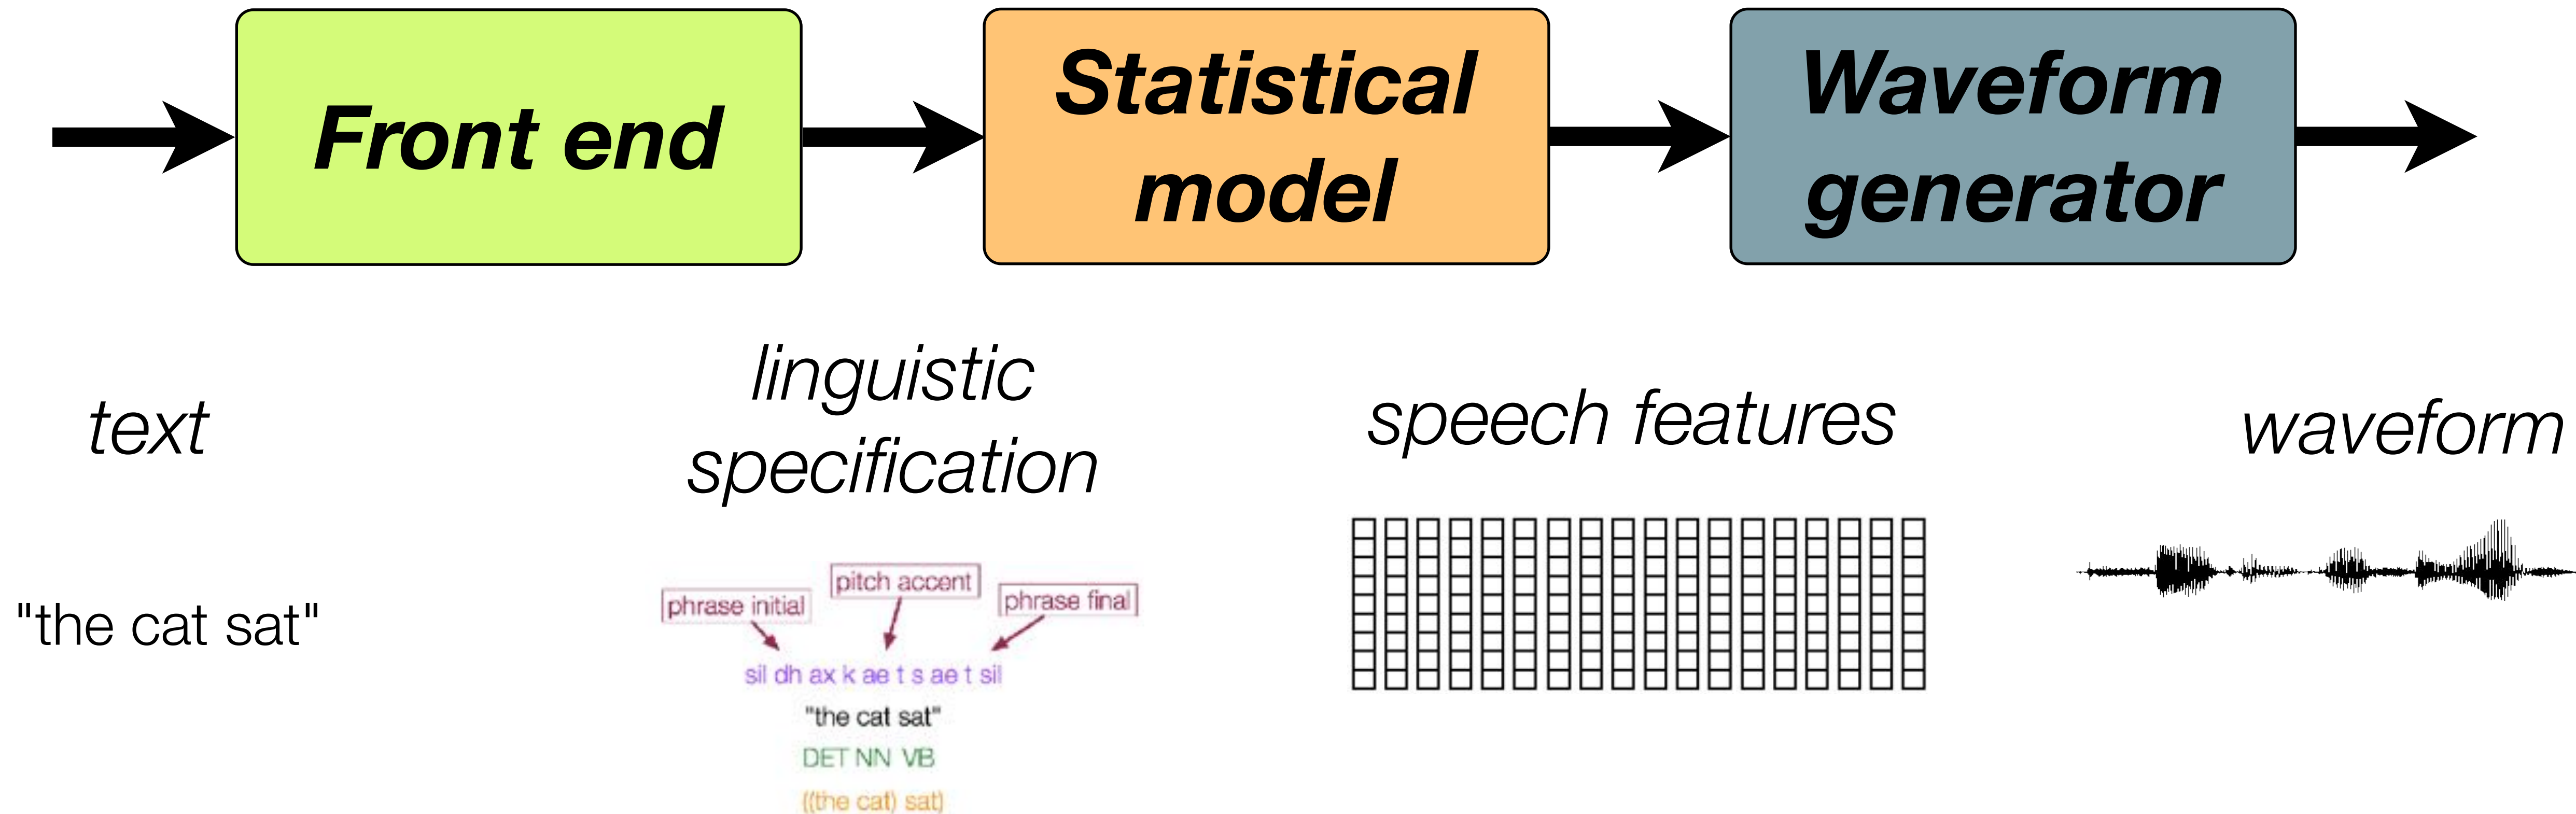 Front end
Statistical
model
Waveform
generator
text
linguistic
specification
speech features
waveform
"the cat sat"
phrase initial
pitch accent
phrase final
sil dh ax k ae t s ae t sil
"the cat sat"
DET NN VB
((the cat) sat)